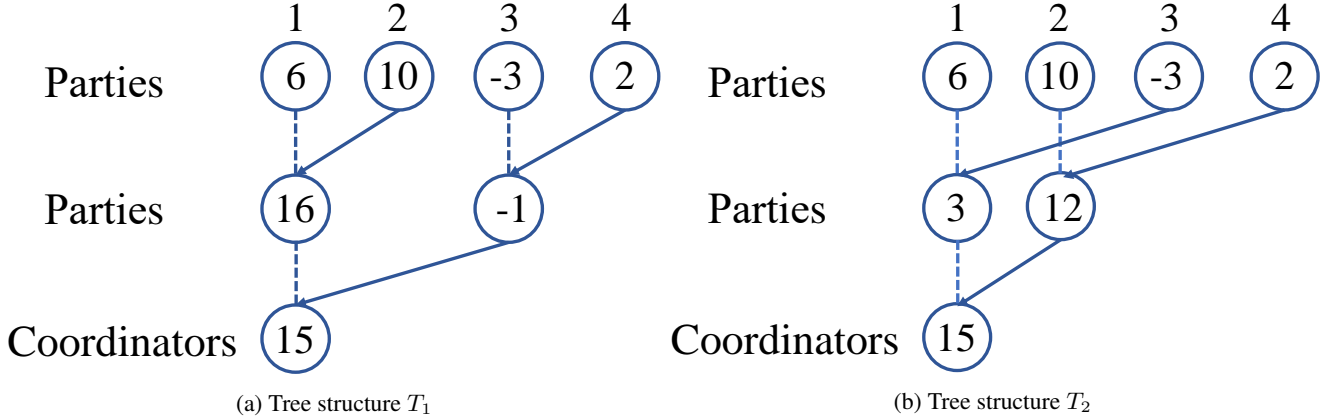 1 2 3 4
Parties 6 10 -3 2
Parties 16 -1
Coordinators 15
(a) Tree structure T1
1 2 3 4
Parties 6 10 -3 2
Parties 3 12
Coordinators 15
(b) Tree structure T2